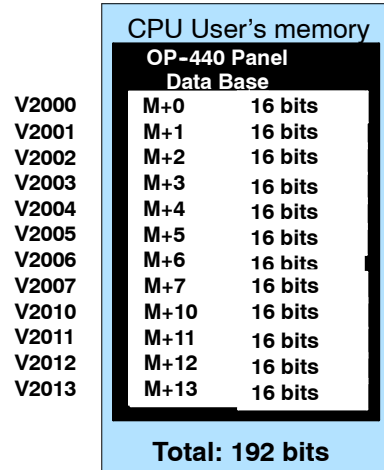 CPU User's memory
OP-440 Panel
Data Base
V2000 M+0 16 bits
V2001 M+1 16 bits
V2002 M+2 16 bits
V2003 M+3 16 bits
V2004 M+4 16 bits
V2005 M+5 16 bits
V2006 M+6 16 bits
V2007 M+7 16 bits
V2010 M+10 16 bits
V2011 M+11 16 bits
V2012 M+12 16 bits
V2013 M+13 16 bits
Total: 192 bits